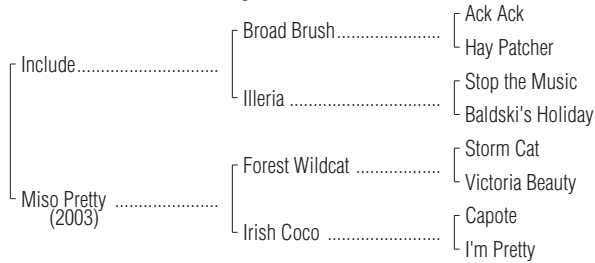 Ack Ack
Broad Brush..................
Hay Patcher
Include.........................
Stop the Music
Illeria ..........................
Baldski's Holiday
Storm Cat
Forest Wildcat ...............
Victoria Beauty
Miso Pretty ..................
(2003)
Capote
Irish Coco ....................
I'm Pretty